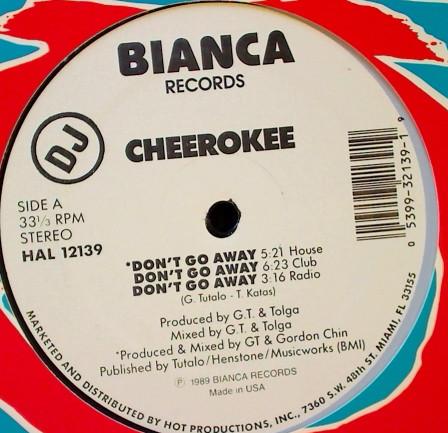 BIANCA
RECORDS
DJ
CHEEROKEE
SIDE A
33⅓ RPM
STEREO
HAL 12139
0 5399-32139-1 9
*DON'T GO AWAY 5:21 House
DON'T GO AWAY 6:23 Club
DON'T GO AWAY 3:16 Radio
(G. Tutalo - T. Katas)
Produced by G.T. & Tolga
Mixed by G.T. & Tolga
*Produced & Mixed by GT & Gordon Chin
Published by Tutalo/Henstone/Musicworks (BMI)
Ⓟ 1989 BIANCA RECORDS
Made in USA
MARKETED AND DISTRIBUTED BY HOT PRODUCTIONS, INC., 7360 S.W. 48th ST. MIAMI, FL 33155